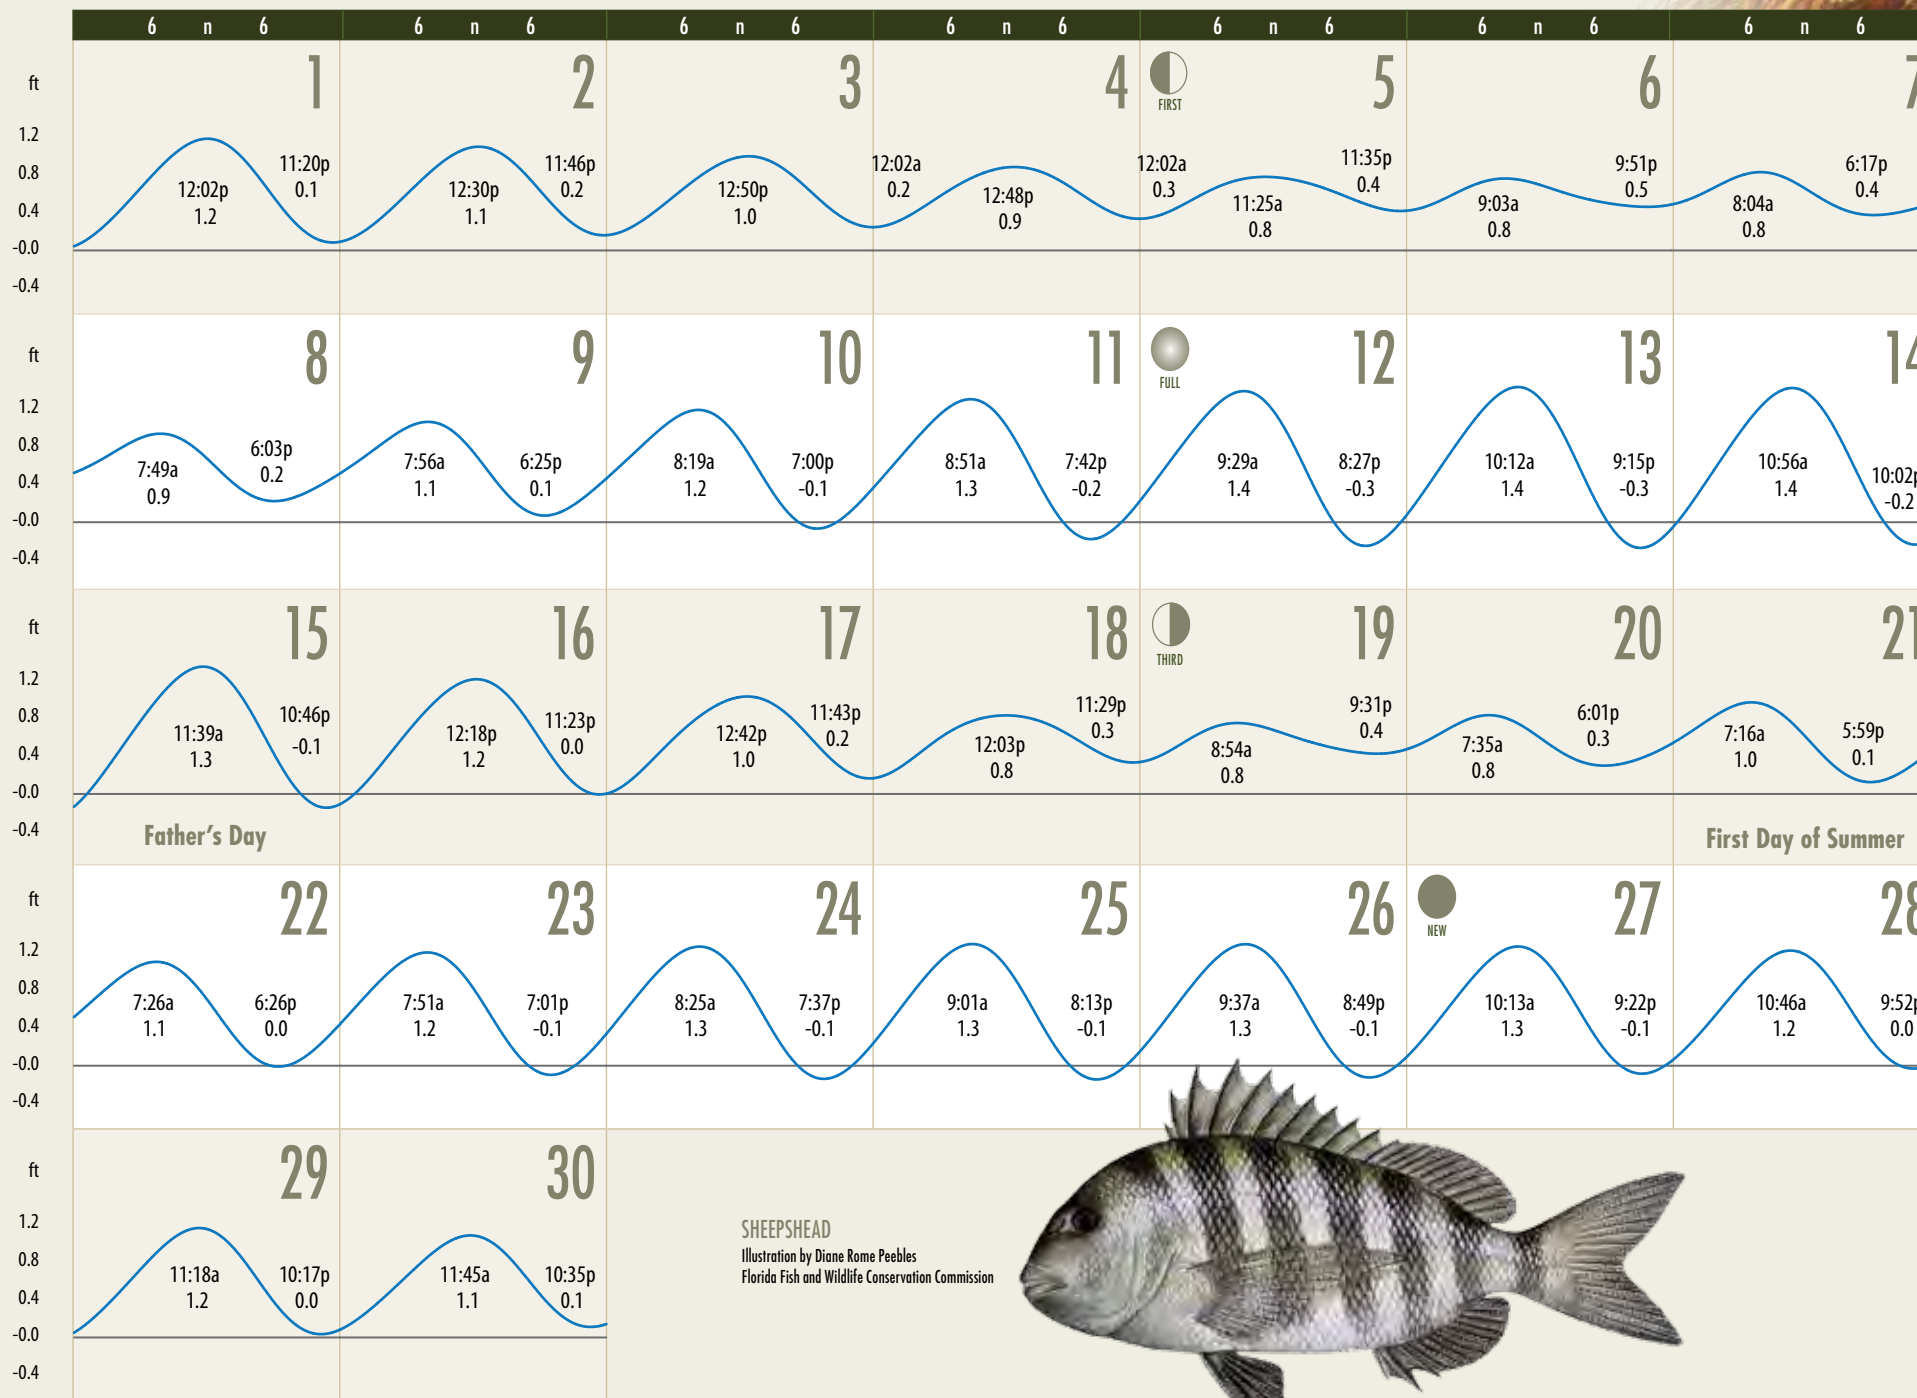 6 n 6 6 n 6 6 n 6 6 n 6 6 n 6 6 n 6 6 n 6
ft 1 2 3 4 5 6 7
FIRST
1.2
0.8
0.4
-0.0
-0.4
12:02p
1.2
11:20p
0.1
12:30p
1.1
11:46p
0.2
12:50p
1.0
12:02a
0.2
12:48p
0.9
12:02a
0.3
11:25a
0.8
11:35p
0.4
9:03a
0.8
9:51p
0.5
8:04a
0.8
6:17p
0.4
ft 8 9 10 11 12 13 14
FULL
1.2
0.8
0.4
-0.0
-0.4
7:49a
0.9
6:03p
0.2
7:56a
1.1
6:25p
0.1
8:19a
1.2
7:00p
-0.1
8:51a
1.3
7:42p
-0.2
9:29a
1.4
8:27p
-0.3
10:12a
1.4
9:15p
-0.3
10:56a
1.4
10:02p
-0.2
ft 15 16 17 18 19 20 21
THIRD
1.2
0.8
0.4
-0.0
-0.4
11:39a
1.3
10:46p
-0.1
12:18p
1.2
11:23p
0.0
12:42p
1.0
11:43p
0.2
12:03p
0.8
11:29p
0.3
8:54a
0.8
9:31p
0.4
7:35a
0.8
6:01p
0.3
7:16a
1.0
5:59p
0.1
Father's Day
First Day of Summer
ft 22 23 24 25 26 27 28
NEW
1.2
0.8
0.4
-0.0
-0.4
7:26a
1.1
6:26p
0.0
7:51a
1.2
7:01p
-0.1
8:25a
1.3
7:37p
-0.1
9:01a
1.3
8:13p
-0.1
9:37a
1.3
8:49p
-0.1
10:13a
1.3
9:22p
-0.1
10:46a
1.2
9:52p
0.0
ft 29 30
1.2
0.8
0.4
-0.0
-0.4
11:18a
1.2
10:17p
0.0
11:45a
1.1
10:35p
0.1
SHEEPSHEAD
Illustration by Diane Rome Peebles
Florida Fish and Wildlife Conservation Commission